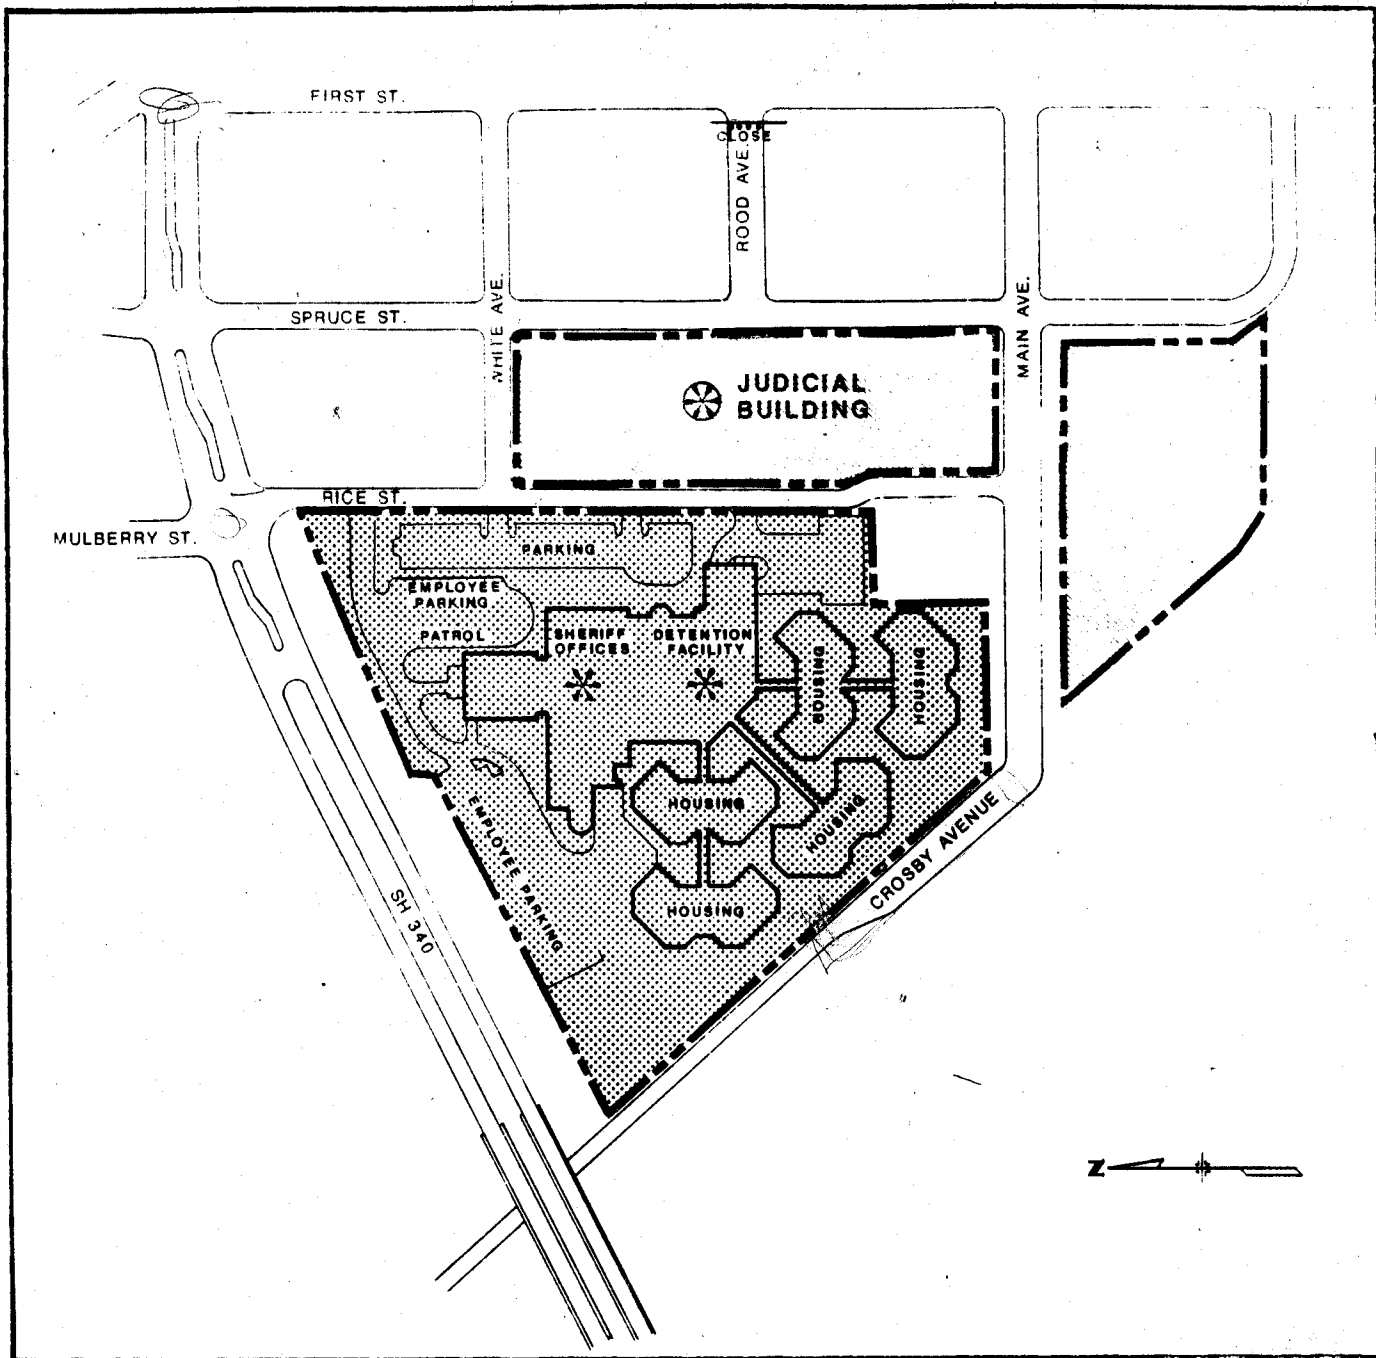 FIRST ST.
CLOSE
ROOD AVE.
WHITE AVE.
MAIN AVE.
SPRUCE ST.
JUDICIAL
BUILDING
RICE ST.
MULBERRY ST.
PARKING
EMPLOYEE
PARKING
PATROL
SHERIFF
OFFICES
DETENTION
FACILITY
HOUSING
HOUSING
HOUSING
HOUSING
HOUSING
EMPLOYEE PARKING
SH 340
CROSBY AVENUE
Z